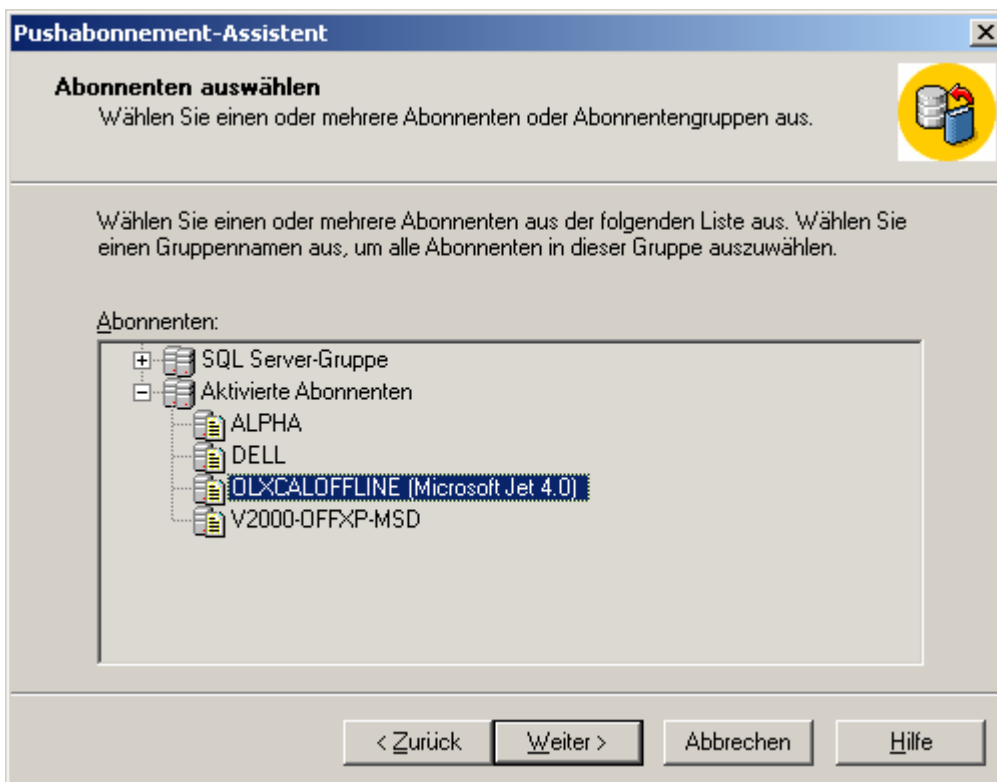 Pushabonnement-Assistent
Abonnenten auswählen
Wählen Sie einen oder mehrere Abonnenten oder Abonnentengruppen aus.
Wählen Sie einen oder mehrere Abonnenten aus der folgenden Liste aus. Wählen Sie
einen Gruppennamen aus, um alle Abonnenten in dieser Gruppe auszuwählen.
Abonnenten:
SQL Server-Gruppe
Aktivierte Abonnenten
ALPHA
DELL
OLXCALOFFLINE (Microsoft Jet 4.0)
V2000-OFFXP-MSD
< Zurück Weiter > Abbrechen Hilfe